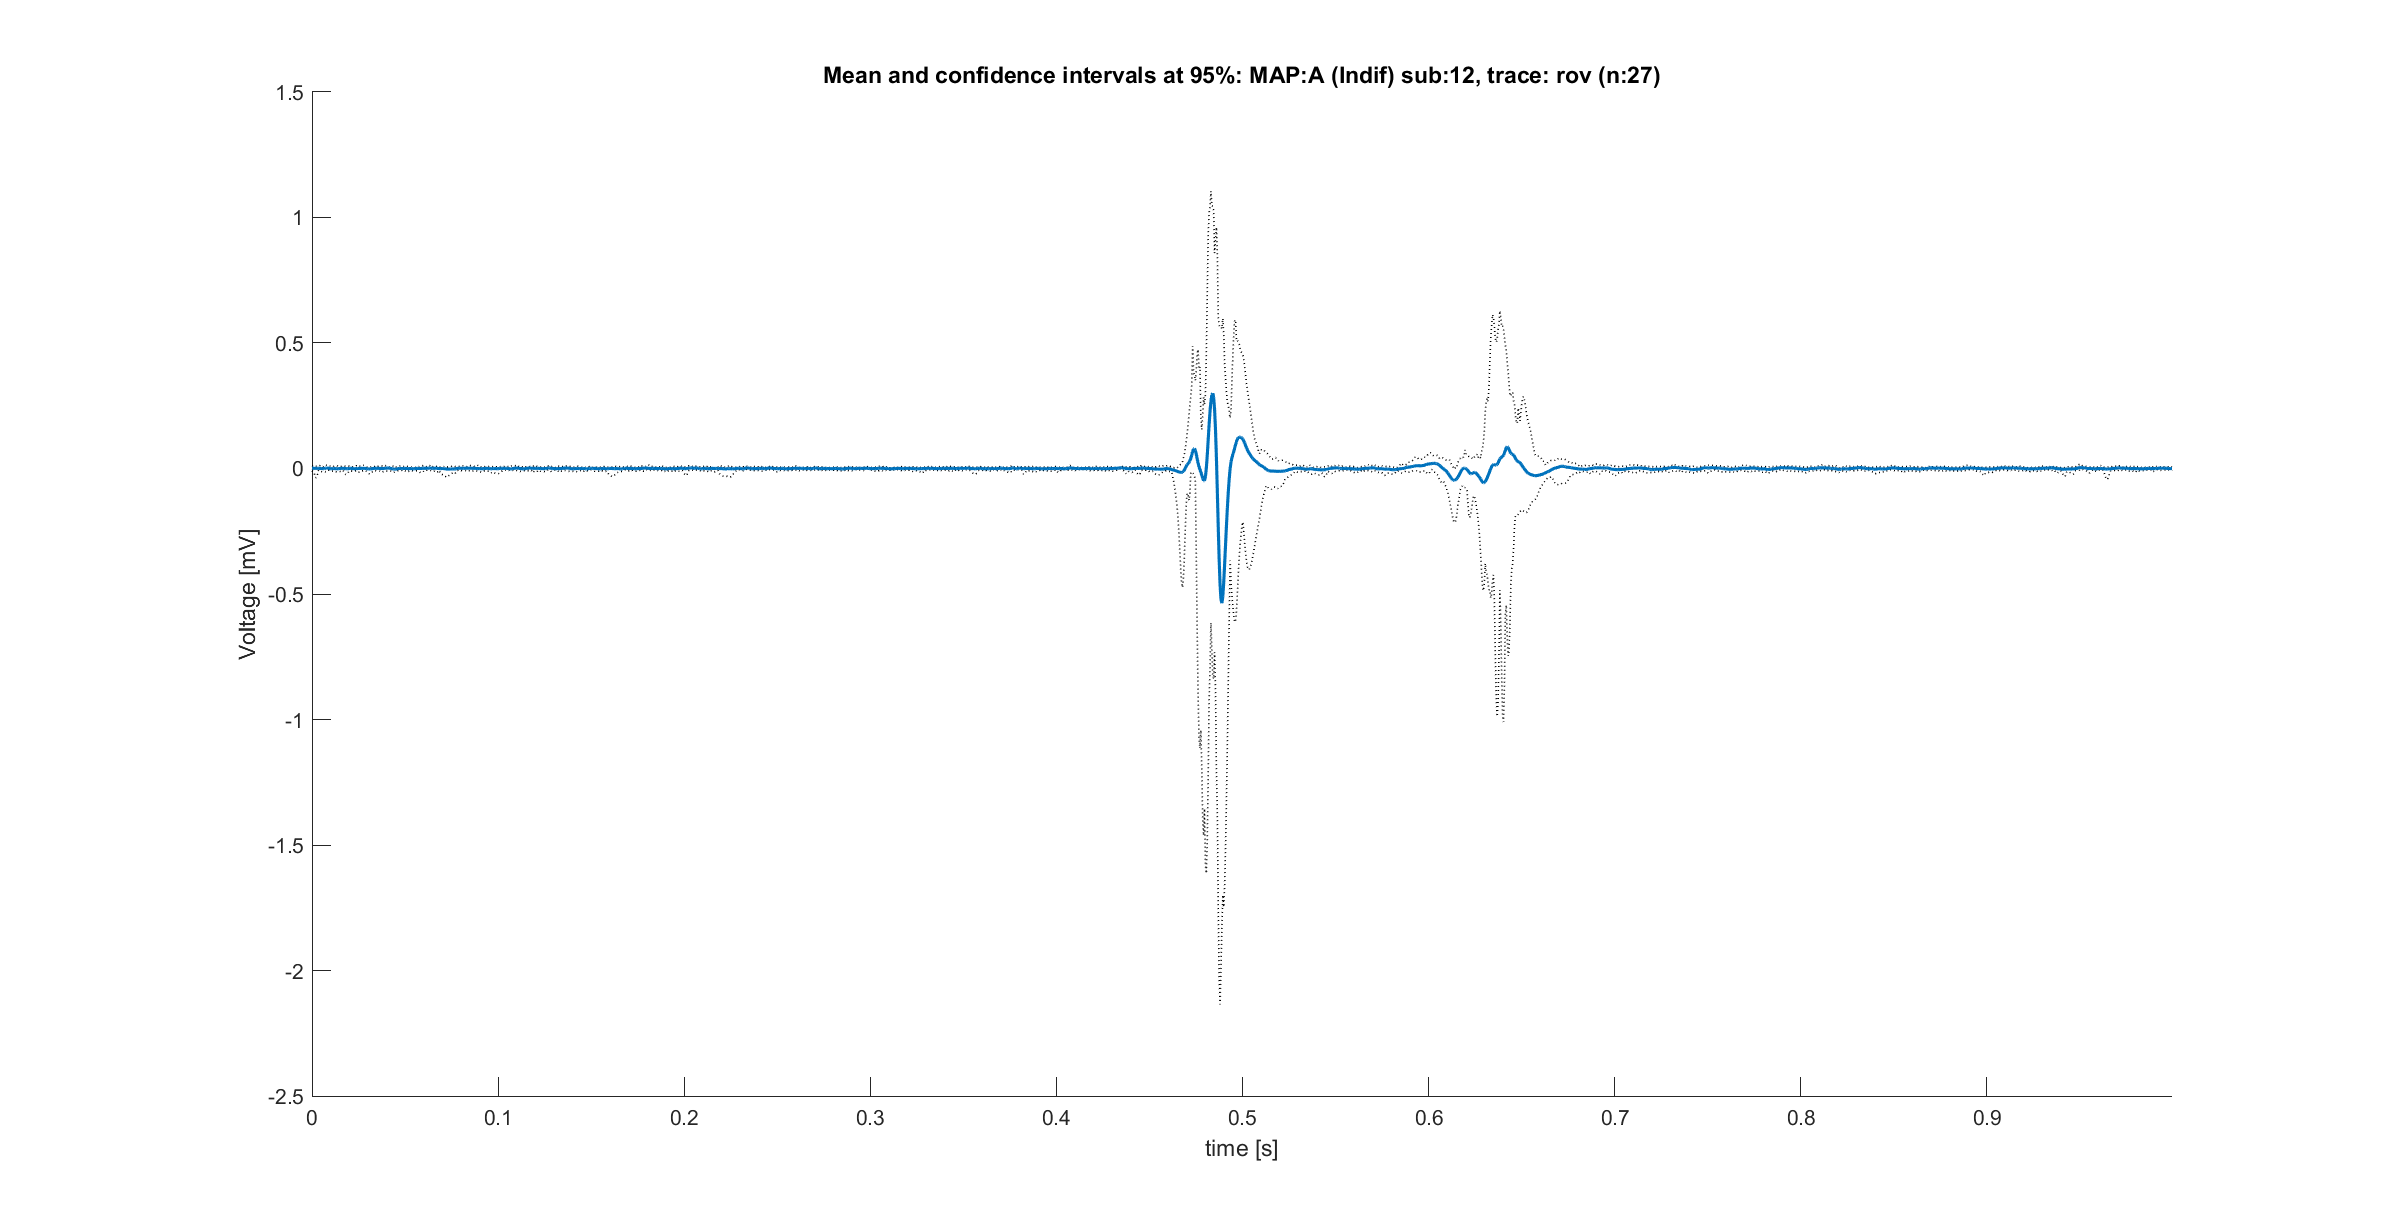 Mean and confidence intervals at 95%: MAP:A (Indif) sub:12, trace: rov (n:27)
1.5
1
0.5
0
-0.5
-1
-1.5
-2
-2.5
Voltage [mV]
0 0.1 0.2 0.3 0.4 0.5 0.6 0.7 0.8 0.9
time [s]